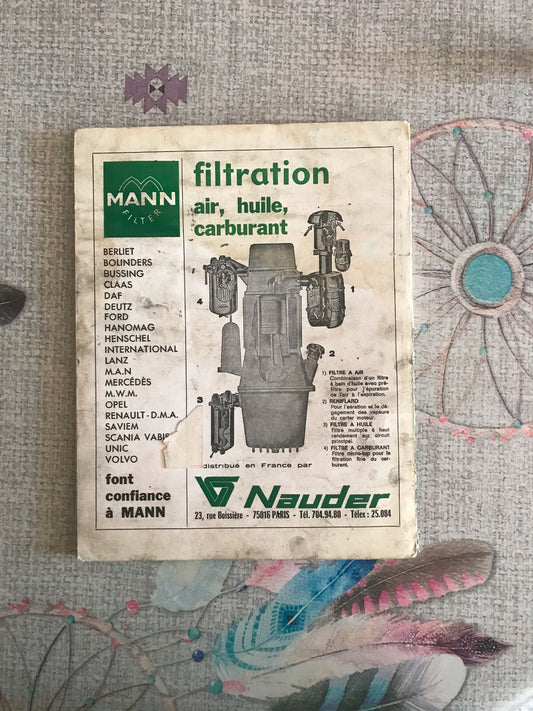 MANN
FILTER
filtration
air, huile,
carburant
BERLIET
BOLINDERS
BUSSING
CLAAS
DAF
DEUTZ
FORD
HANOMAG
HENSCHEL
INTERNATIONAL
LANZ
M.A.N
MERCÉDÈS
M.W.M.
OPEL
RENAULT-D.M.A.
SAVIEM
SCANIA VABIS
UNIC
VOLVO
font
confiance
à MANN
1
4
2
3
1) FILTRE A AIR
Combinaison d'un filtre
à bain d'huile avec pré-
filtre pour l'épuration
de l'air à l'aspiration.
2) RENIFLARD
Pour l'aération et le dé-
gagement des vapeurs
du carter moteur.
3) FILTRE A HUILE
Filtre multiple à haut
rendement sur circuit
principal.
4) FILTRE A CARBURANT
Filtre micro-top pour la
filtration fine du car-
burant.
distribué en France par
Nauder
23, rue Boissière - 75016 PARIS - Tél. 704.94.80 - Télex : 25.084